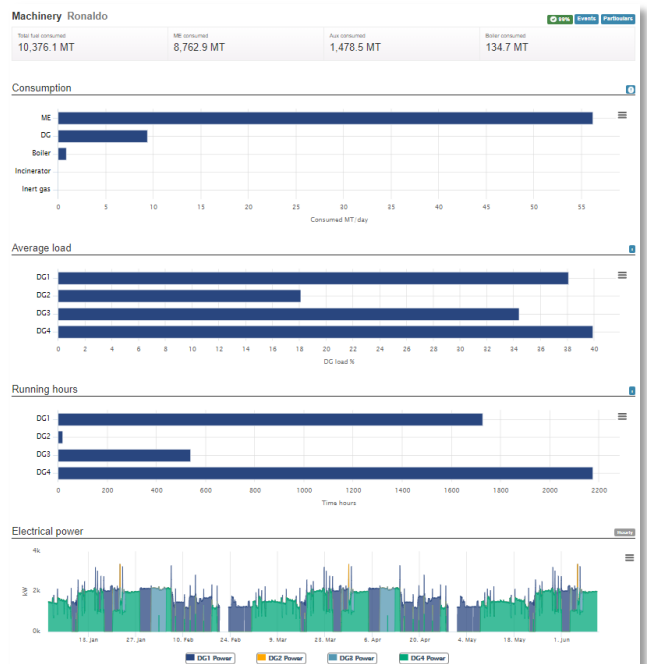 Machinery Ronaldo
99% Events Particulars
Total fuel consumed ME consumed Aux consumed Boiler consumed
10,376.1 MT 8,762.9 MT 1,478.5 MT 134.7 MT
Consumption
ME
DG
Boiler
Incinerator
Inert gas
0 5 10 15 20 25 30 35 40 45 50 55
Consumed MT/day
Average load
DG1
DG2
DG3
DG4
0 2 4 6 8 10 12 14 16 18 20 22 24 26 28 30 32 34 36 38 40
DG load %
Running hours
DG1
DG2
DG3
DG4
0 200 400 600 800 1000 1200 1400 1600 1800 2000 2200
Time hours
Electrical power
Hourly
4k
2k
kW
0k
13. Jan 27. Jan 10. Feb 24. Feb 9. Mar 23. Mar 6. Apr 20. Apr 4. May 18. May 1. Jun
DG1 Power DG2 Power DG3 Power DG4 Power